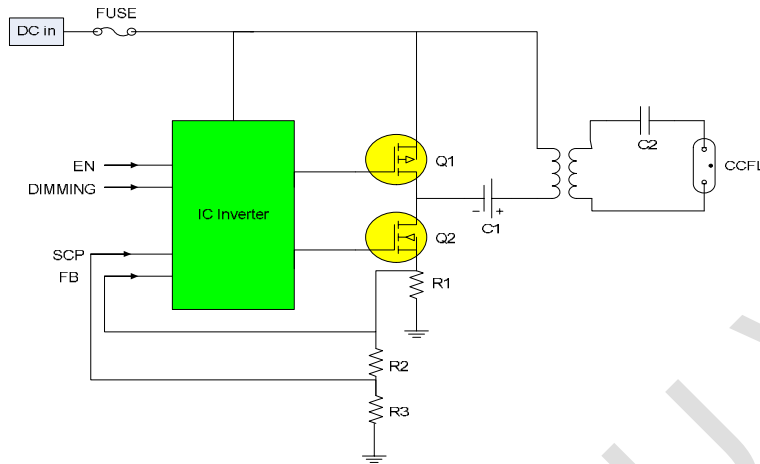 FUSE
DC in
Q1
C2
CCFL
EN
DIMMING
IC Inverter
- +
C1
Q2
SCP
FB
R1
R2
R3